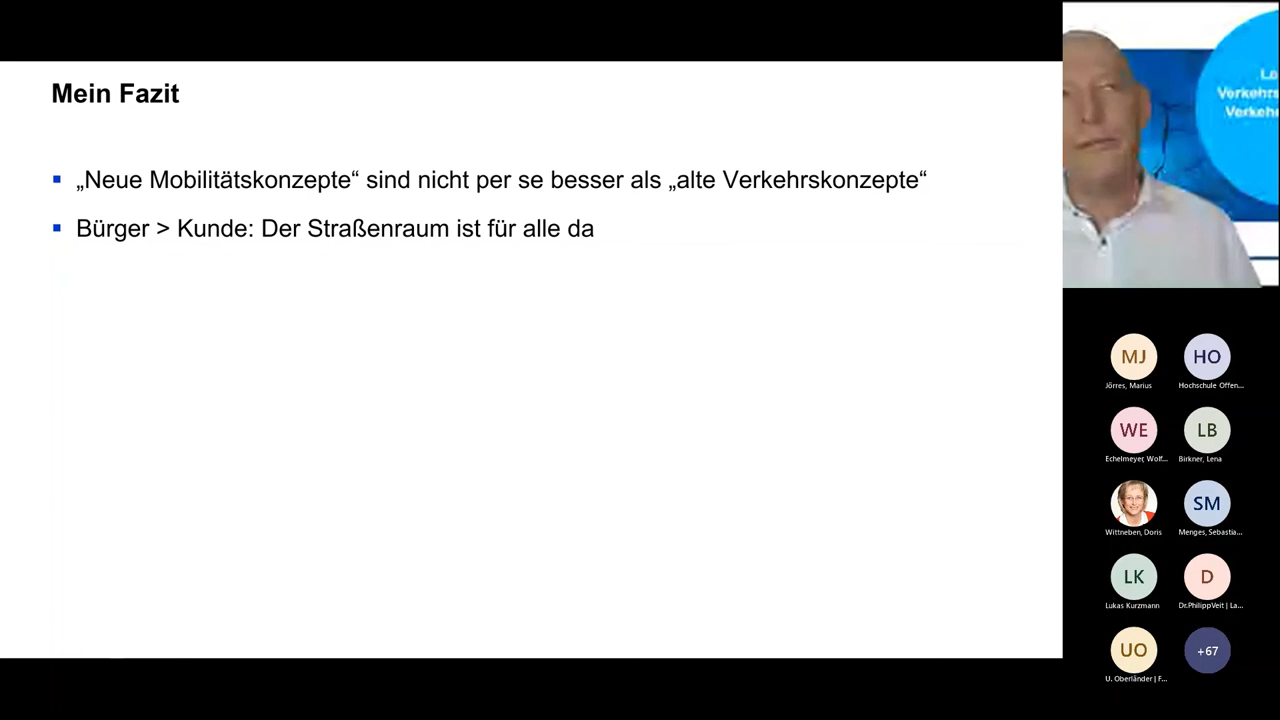 Mein Fazit
▪ „Neue Mobilitätskonzepte“ sind nicht per se besser als „alte Verkehrskonzepte“
▪ Bürger > Kunde: Der Straßenraum ist für alle da
MJ
Jörres, Marius
HO
Hochschule Offen...
WE
Echelmeyer, Wolf...
LB
Birkner, Lena
Wittneben, Doris
SM
Menges, Sebastia...
LK
Lukas Kurzmann
D
Dr.PhilippVeit | La...
UO
U. Oberländer | F...
+67